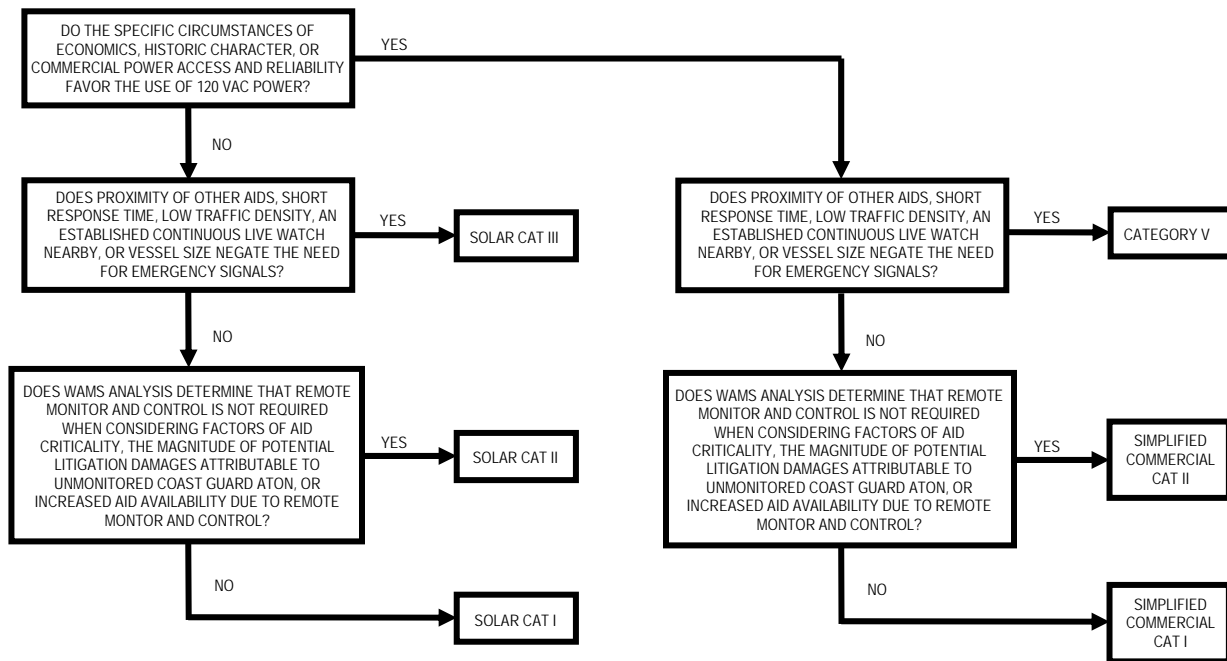 DO THE SPECIFIC CIRCUMSTANCES OF
ECONOMICS, HISTORIC CHARACTER, OR
COMMERCIAL POWER ACCESS AND RELIABILITY
FAVOR THE USE OF 120 VAC POWER?
YES
NO
DOES PROXIMITY OF OTHER AIDS, SHORT
RESPONSE TIME, LOW TRAFFIC DENSITY, AN
ESTABLISHED CONTINUOUS LIVE WATCH
NEARBY, OR VESSEL SIZE NEGATE THE NEED
FOR EMERGENCY SIGNALS?
YES
SOLAR CAT III
NO
DOES WAMS ANALYSIS DETERMINE THAT REMOTE
MONITOR AND CONTROL IS NOT REQUIRED
WHEN CONSIDERING FACTORS OF AID
CRITICALITY, THE MAGNITUDE OF POTENTIAL
LITIGATION DAMAGES ATTRIBUTABLE TO
UNMONITORED COAST GUARD ATON, OR
INCREASED AID AVAILABILITY DUE TO REMOTE
MONTOR AND CONTROL?
YES
SOLAR CAT II
NO
SOLAR CAT I
DOES PROXIMITY OF OTHER AIDS, SHORT
RESPONSE TIME, LOW TRAFFIC DENSITY, AN
ESTABLISHED CONTINUOUS LIVE WATCH
NEARBY, OR VESSEL SIZE NEGATE THE NEED
FOR EMERGENCY SIGNALS?
YES
CATEGORY V
NO
DOES WAMS ANALYSIS DETERMINE THAT REMOTE
MONITOR AND CONTROL IS NOT REQUIRED
WHEN CONSIDERING FACTORS OF AID
CRITICALITY, THE MAGNITUDE OF POTENTIAL
LITIGATION DAMAGES ATTRIBUTABLE TO
UNMONITORED COAST GUARD ATON, OR
INCREASED AID AVAILABILITY DUE TO REMOTE
MONTOR AND CONTROL?
YES
SIMPLIFIED
COMMERCIAL
CAT II
NO
SIMPLIFIED
COMMERCIAL
CAT I